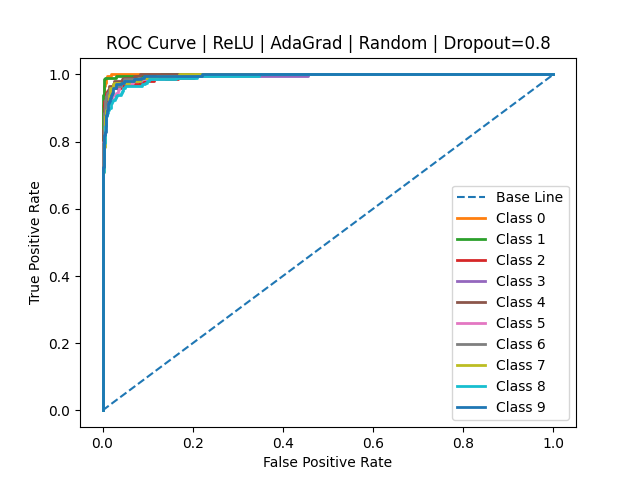 ROC Curve | ReLU | AdaGrad | Random | Dropout=0.8
True Positive Rate
1.0
0.8
0.6
0.4
0.2
0.0
Base Line
Class 0
Class 1
Class 2
Class 3
Class 4
Class 5
Class 6
Class 7
Class 8
Class 9
0.0 0.2 0.4 0.6 0.8 1.0
False Positive Rate